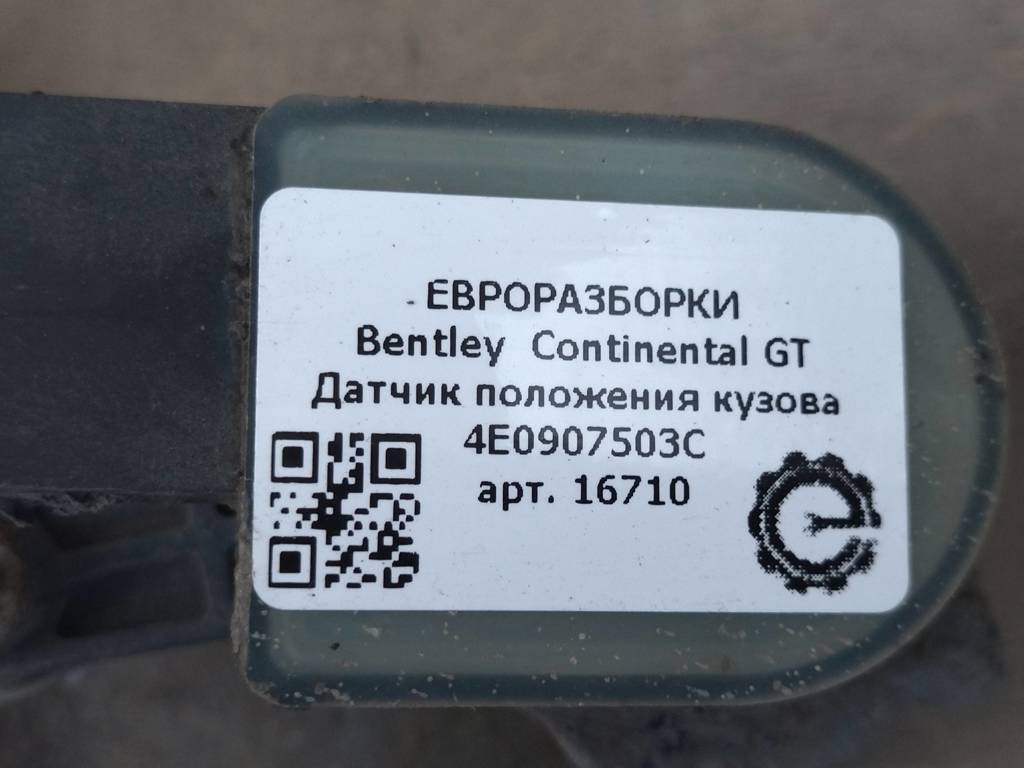 ЕВРОРАЗБОРКИ
Bentley Continental GT
Датчик положения кузова
4E0907503C
арт. 16710